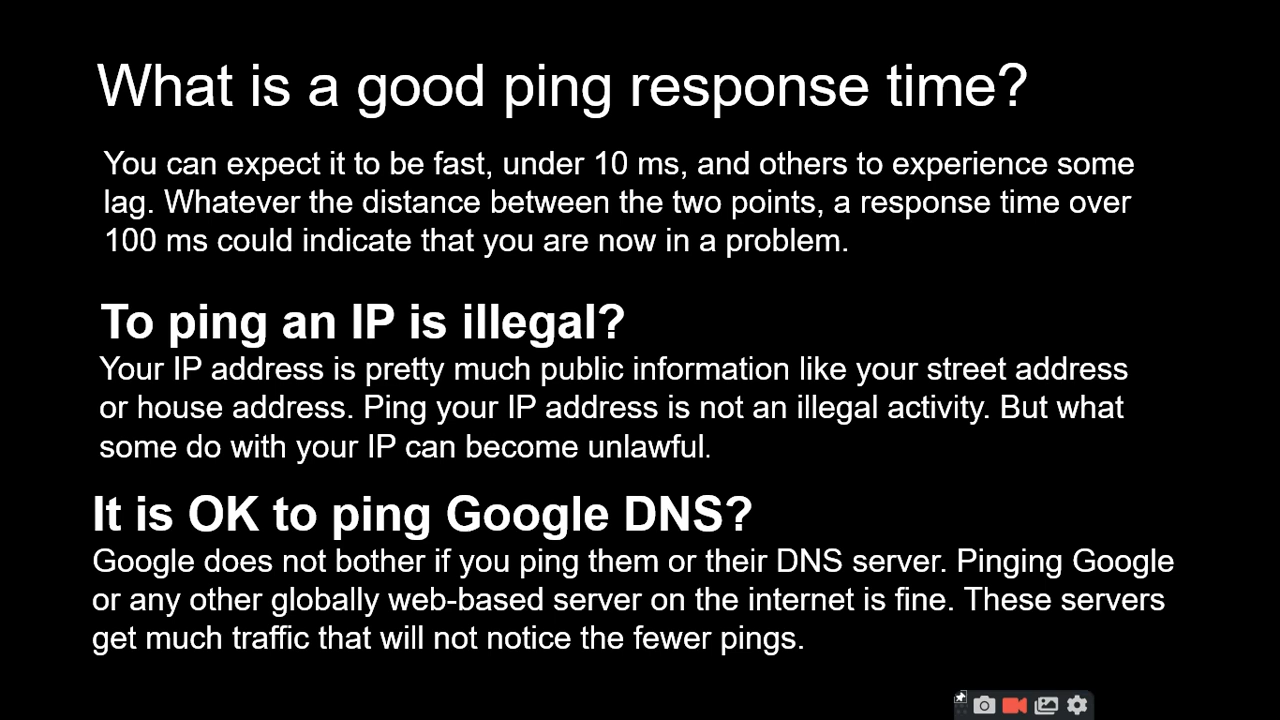 What is a good ping response time?
You can expect it to be fast, under 10 ms, and others to experience some
lag. Whatever the distance between the two points, a response time over
100 ms could indicate that you are now in a problem.
To ping an IP is illegal?
Your IP address is pretty much public information like your street address
or house address. Ping your IP address is not an illegal activity. But what
some do with your IP can become unlawful.
It is OK to ping Google DNS?
Google does not bother if you ping them or their DNS server. Pinging Google
or any other globally web-based server on the internet is fine. These servers
get much traffic that will not notice the fewer pings.